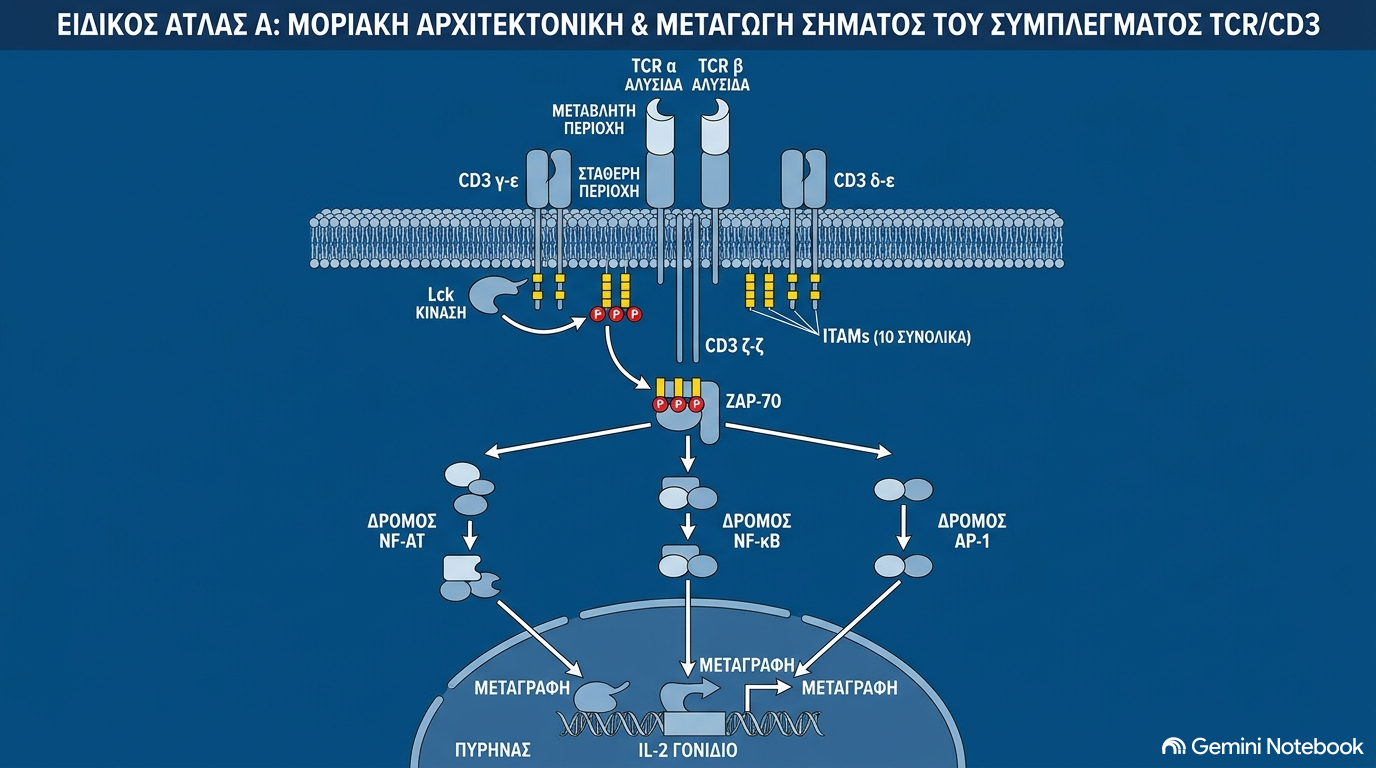 ΕΙΔΙΚΟΣ ΑΤΛΑΣ Α: ΜΟΡΙΑΚΗ ΑΡΧΙΤΕΚΤΟΝΙΚΗ & ΜΕΤΑΓΩΓΗ ΣΗΜΑΤΟΣ ΤΟΥ ΣΥΜΠΛΕΓΜΑΤΟΣ TCR/CD3
TCR α
ΑΛΥΣΙΔΑ
TCR β
ΑΛΥΣΙΔΑ
ΜΕΤΑΒΛΗΤΗ
ΠΕΡΙΟΧΗ
CD3 γ-ε
ΣΤΑΘΕΡΗ
ΠΕΡΙΟΧΗ
CD3 δ-ε
Lck
ΚΙΝΑΣΗ
P P P
ITAMs (10 ΣΥΝΟΛΙΚΑ)
CD3 ζ-ζ
ZAP-70
P P P
ΔΡΟΜΟΣ
NF-AT
ΔΡΟΜΟΣ
NF-κB
ΔΡΟΜΟΣ
AP-1
ΜΕΤΑΓΡΑΦΗ
ΜΕΤΑΓΡΑΦΗ
ΜΕΤΑΓΡΑΦΗ
ΠΥΡΗΝΑΣ
IL-2 ΓΟΝΙΔΙΟ
Gemini Notebook